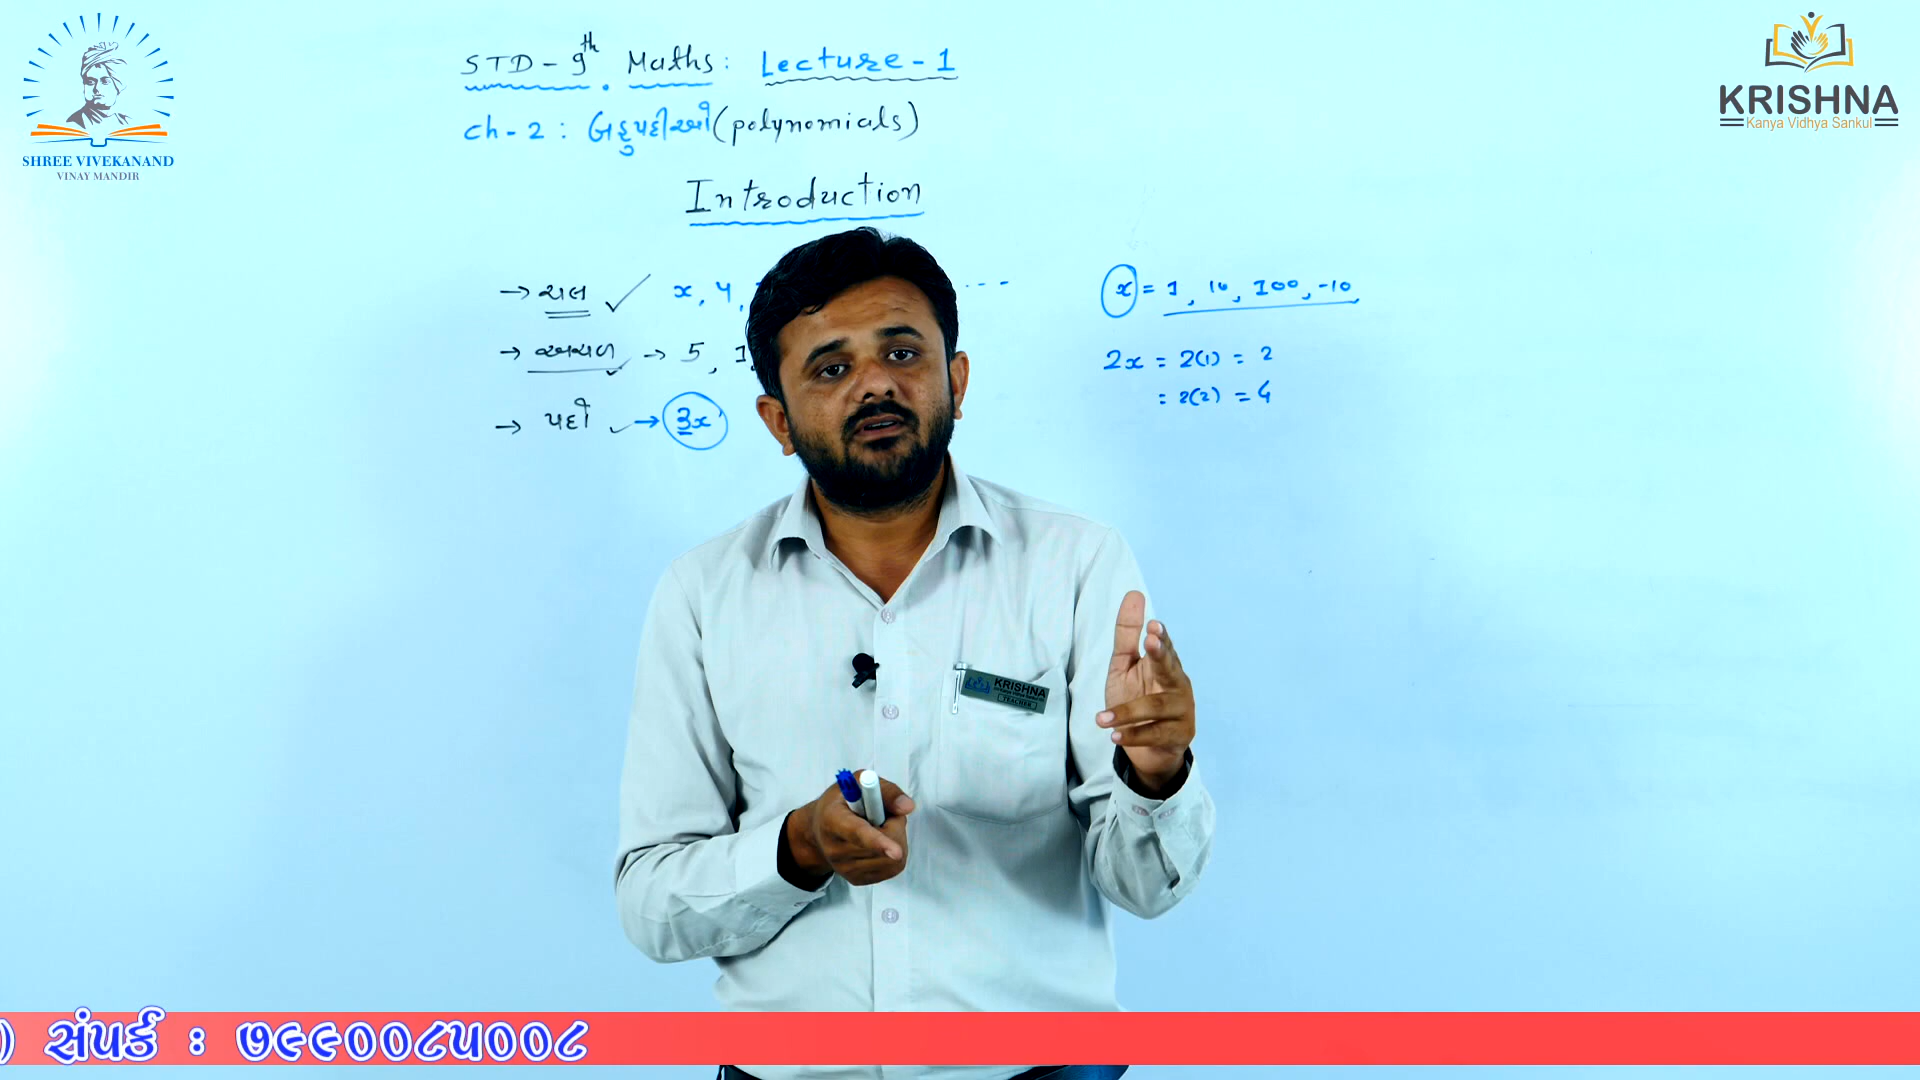 SHREE VIVEKANAND
VINAY MANDIR
KRISHNA
Kanya Vidhya Sankul
STD - 9th Maths : Lecture - 1
Ch - 2 : બહુપદીઓ (polynomials)
Introduction
→ ચલ ✓ x, y, ---
→ અચળ → 5, 1
→ પદો → 3x
x = 1, 10, 100, -10
2x = 2(1) = 2
= 2(2) = 4
KRISHNA
TEACHER
) સંપર્ક : ૭૯૯૦૦૮૫૦૦૮